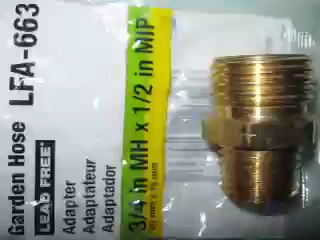 Garden Hose LFA-663
LEAD FREE
Adapter
Adaptateur
Adaptador
3/4 in MH x 1/2 in MIP